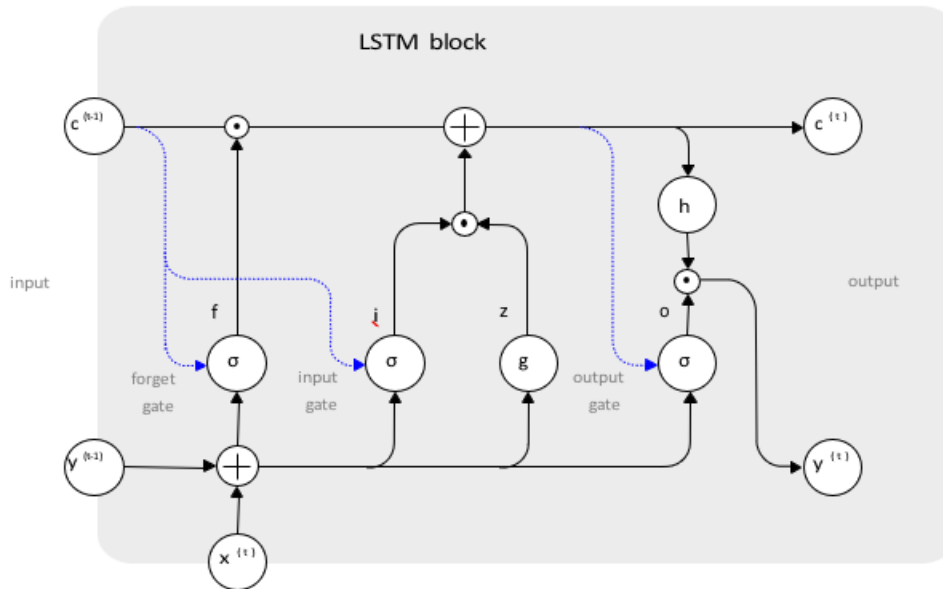 LSTM block
c (t-1)
c (t)
h
input
output
f
i
z
o
σ
σ
g
σ
forget
gate
input
gate
output
gate
y (t-1)
y (t)
x (t)